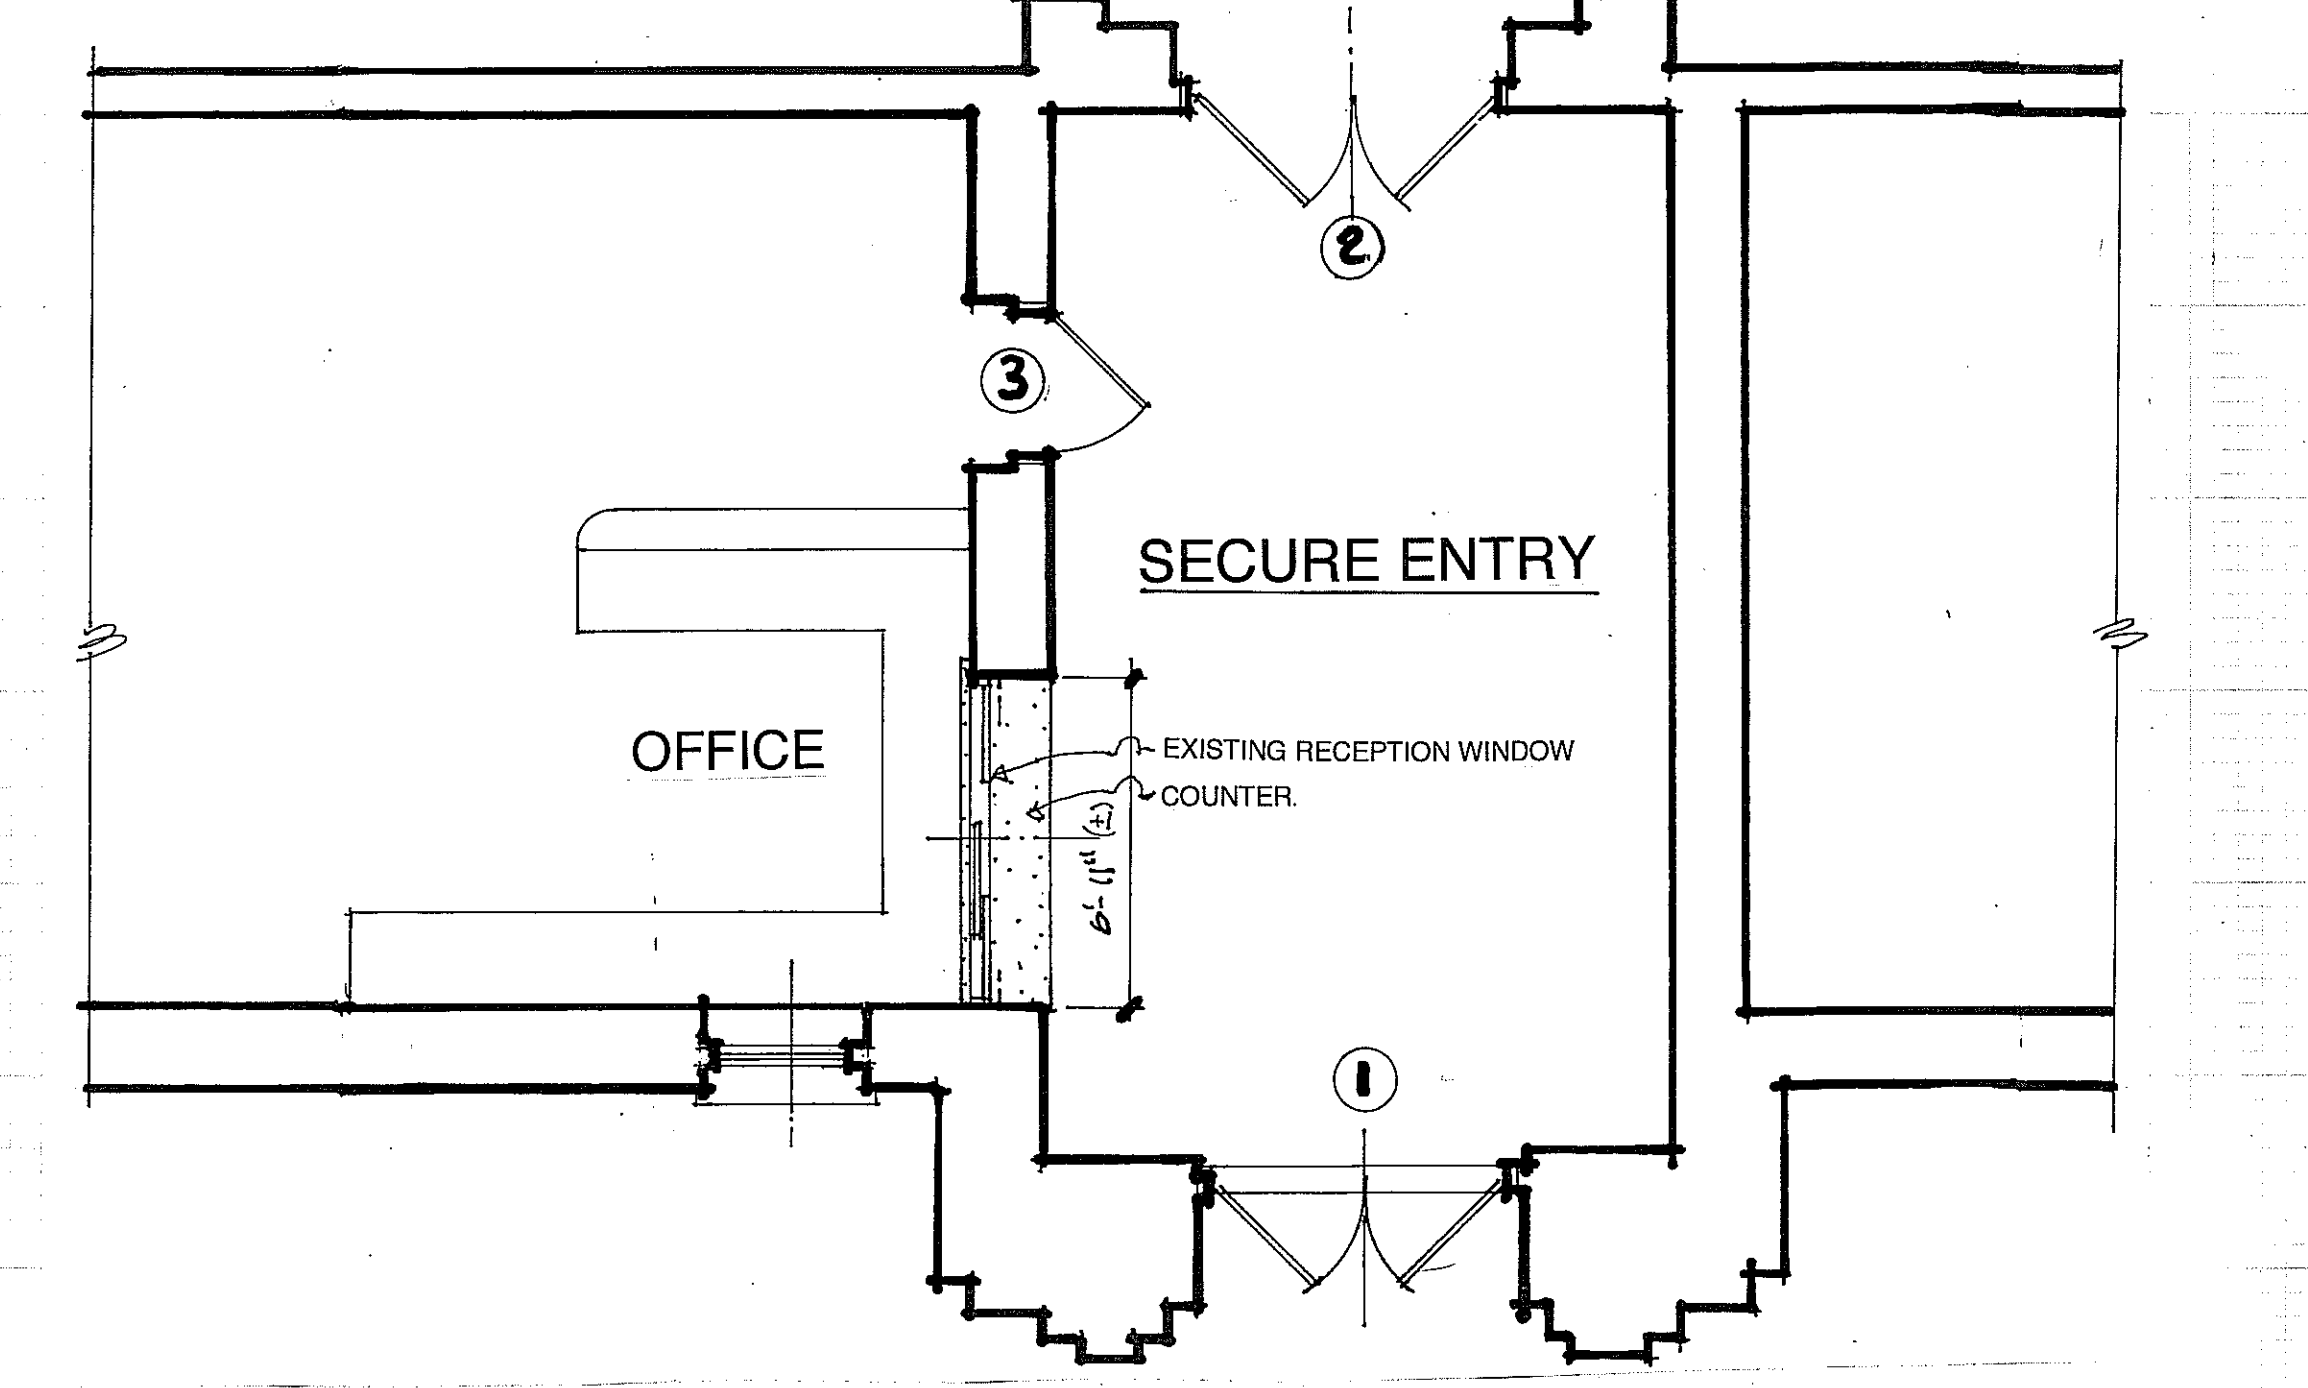 2
3
SECURE ENTRY
OFFICE
EXISTING RECEPTION WINDOW
COUNTER.
6'- 11" (±)
1